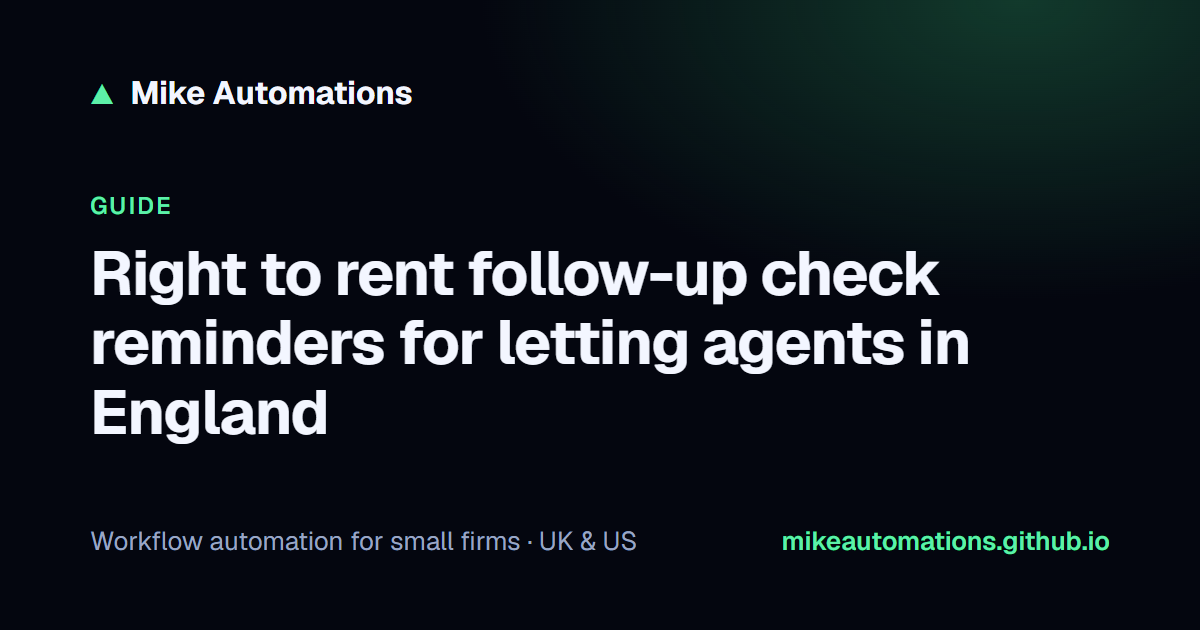 Mike Automations
GUIDE
Right to rent follow-up check
reminders for letting agents in
England
Workflow automation for small firms · UK & US
mikeautomations.github.io